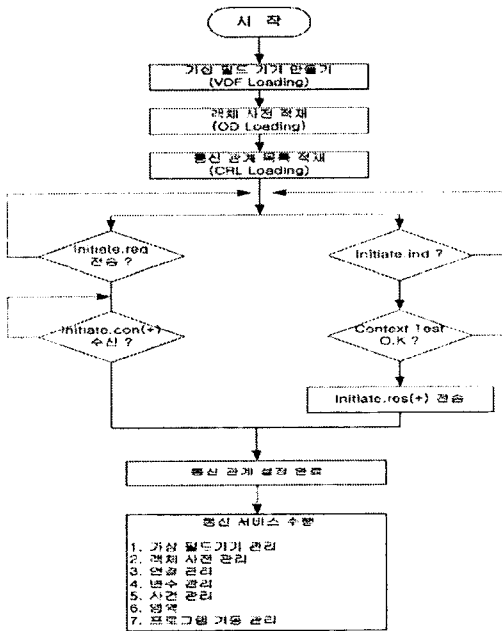 시 작
가상 필드 기기 만들기
(VDF Loading)
객체 사전 적재
(OD Loading)
통신 관계 목록 적재
(CRL Loading)
Initiate.req
전송 ?
Initiate.ind ?
Initiate.con(+)
수신 ?
Context Test
O.K ?
Initiate.res(+) 전송
통신 관계 설정 완료
통신 서비스 수행
1. 가상 필드기기 관리
2. 객체 사전 관리
3. 연결 관리
4. 변수 관리
5. 사건 관리
6. 영역
7. 프로그램 기동 관리